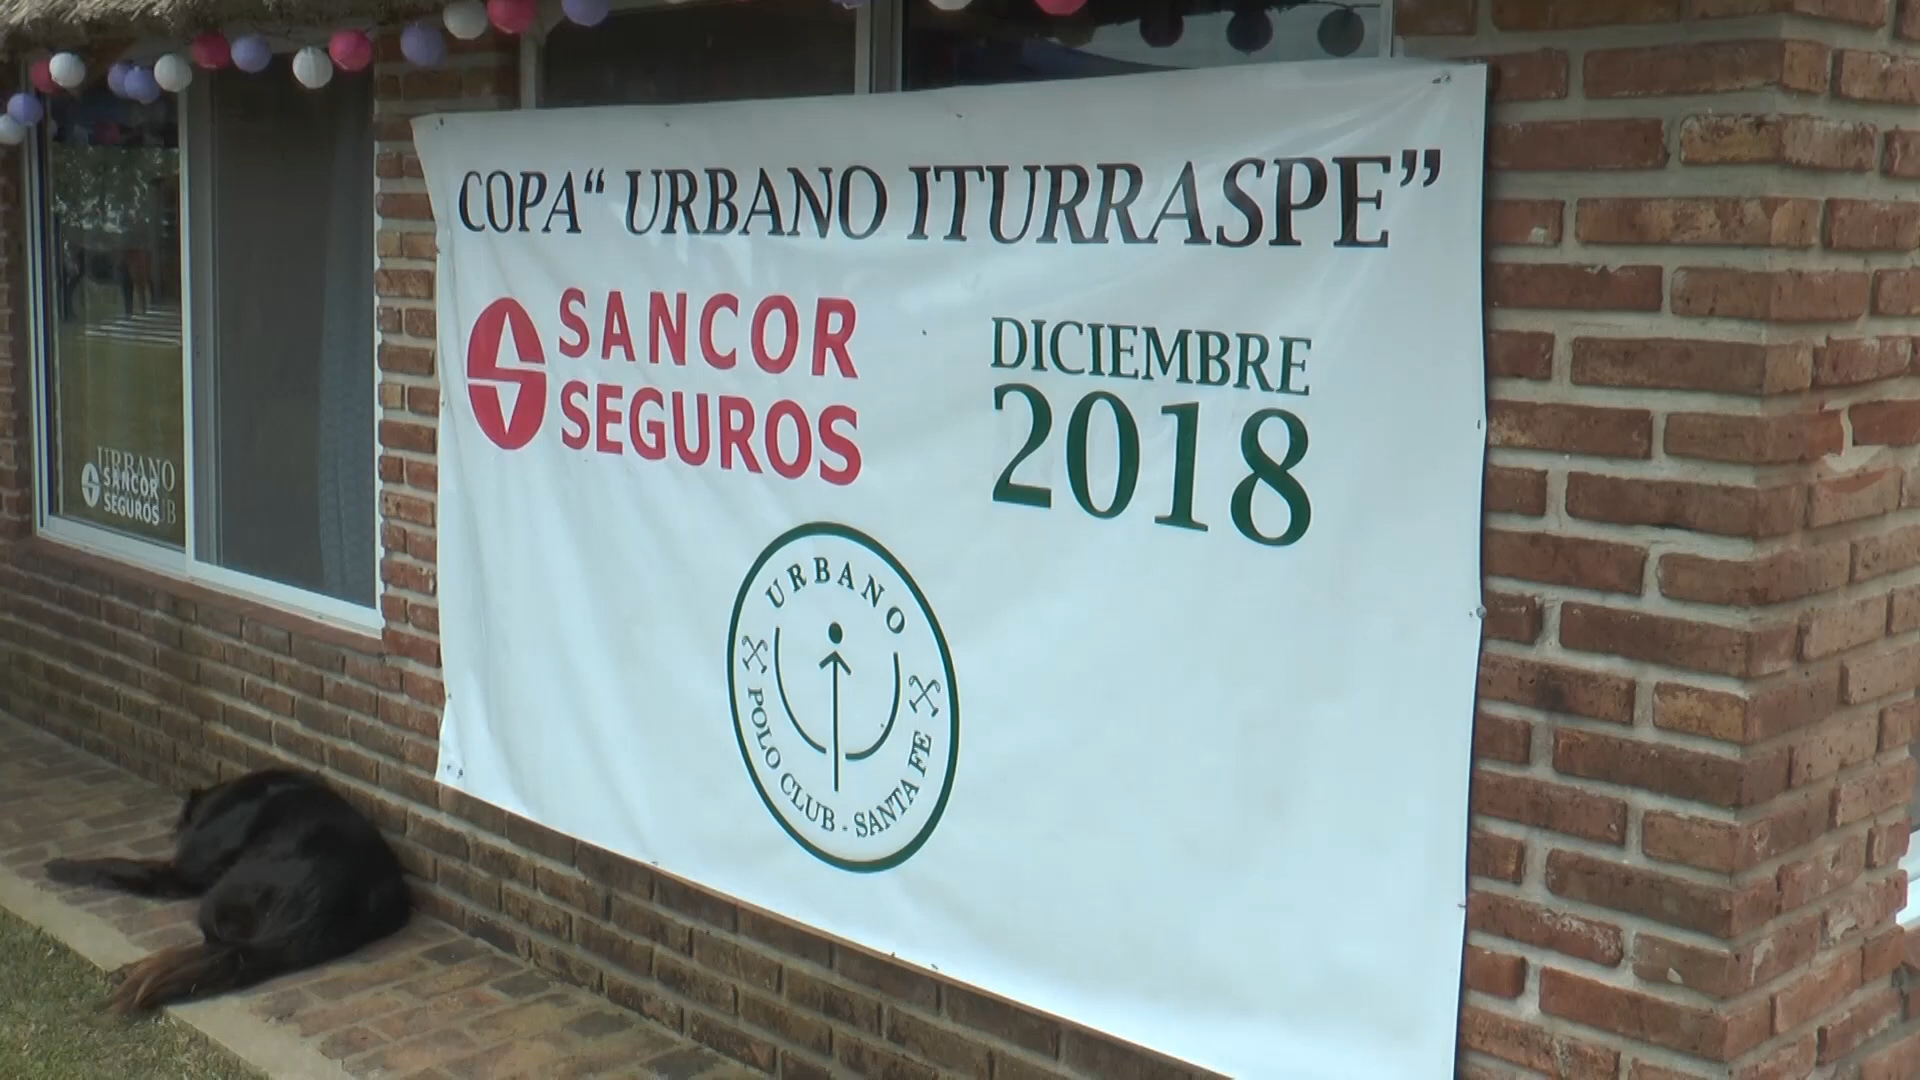 COPA“ URBANO ITURRASPE”
SANCOR
SEGUROS
DICIEMBRE
2018
URBANO
POLO CLUB - SANTA FE
URBANO
SANCOR
SEGUROS